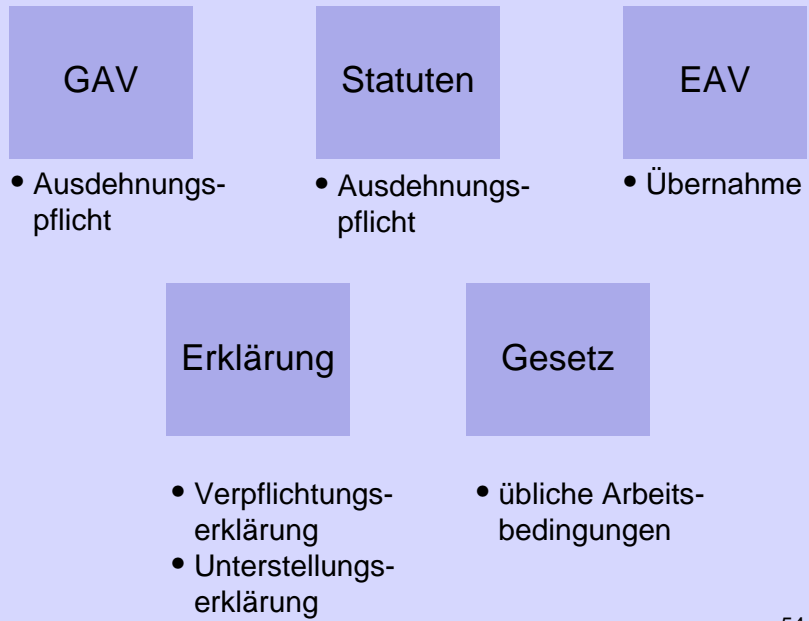 GAV
Statuten
EAV
• Ausdehnungs-
pflicht
• Ausdehnungs-
pflicht
• Übernahme
Erklärung
Gesetz
• Verpflichtungs-
erklärung
• Unterstellungs-
erklärung
• übliche Arbeits-
bedingungen